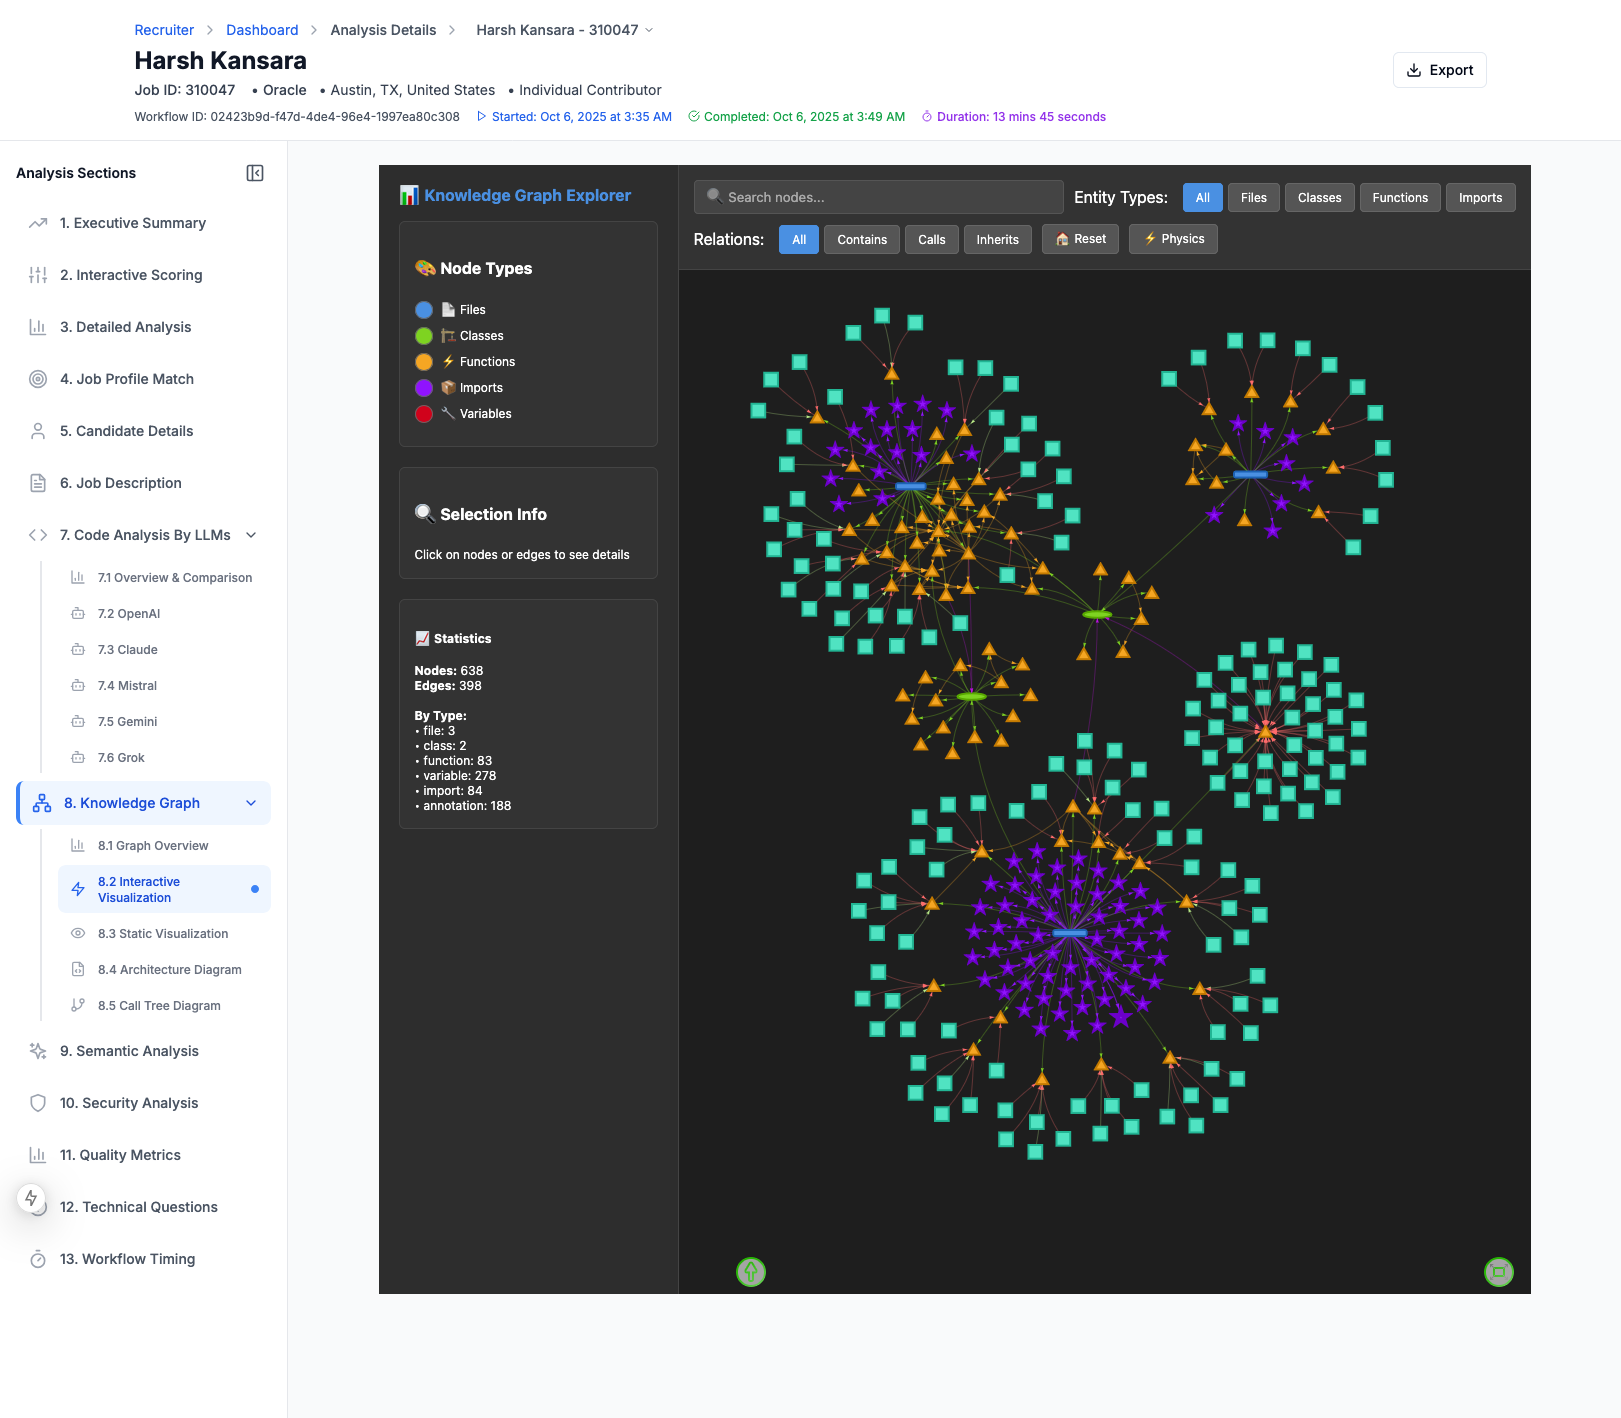 Recruiter > Dashboard > Analysis Details > Harsh Kansara - 310047
Harsh Kansara
Job ID: 310047 • Oracle • Austin, TX, United States • Individual Contributor
Workflow ID: 02423b9d-f47d-4de4-96e4-1997ea80c308 Started: Oct 6, 2025 at 3:35 AM Completed: Oct 6, 2025 at 3:49 AM Duration: 13 mins 45 seconds
Export
Analysis Sections
1. Executive Summary
2. Interactive Scoring
3. Detailed Analysis
4. Job Profile Match
5. Candidate Details
6. Job Description
7. Code Analysis By LLMs
7.1 Overview & Comparison
7.2 OpenAI
7.3 Claude
7.4 Mistral
7.5 Gemini
7.6 Grok
8. Knowledge Graph
8.1 Graph Overview
8.2 Interactive
Visualization
8.3 Static Visualization
8.4 Architecture Diagram
8.5 Call Tree Diagram
9. Semantic Analysis
10. Security Analysis
11. Quality Metrics
12. Technical Questions
13. Workflow Timing
Knowledge Graph Explorer
Node Types
Files
Classes
Functions
Imports
Variables
Selection Info
Click on nodes or edges to see details
Statistics
Nodes: 638
Edges: 398
By Type:
• file: 3
• class: 2
• function: 83
• variable: 278
• import: 84
• annotation: 188
Search nodes...
Entity Types: All Files Classes Functions Imports
Relations: All Contains Calls Inherits Reset Physics